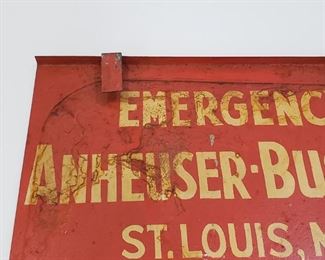 EMERGENC
ANHEUSER·BU
ST. LOUIS, M